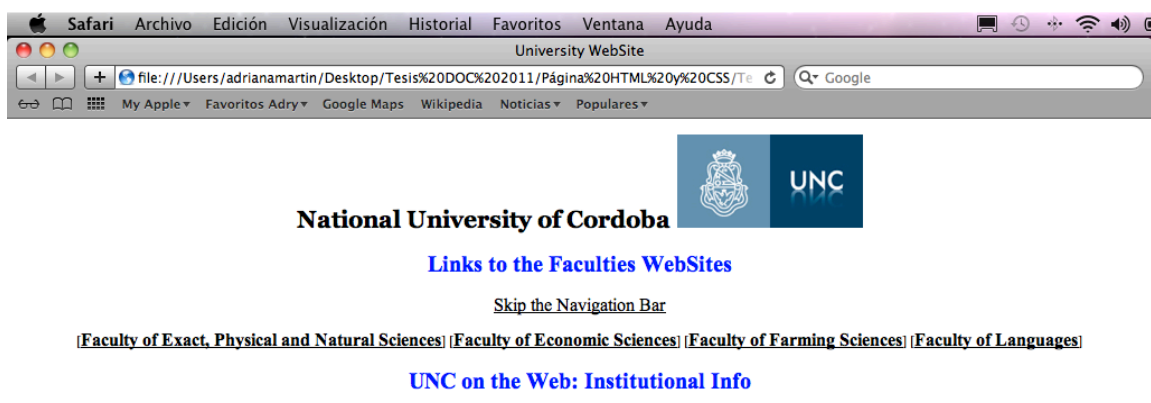 Safari Archivo Edición Visualización Historial Favoritos Ventana Ayuda
University WebSite
file:///Users/adrianamartin/Desktop/Tesis%20DOC%202011/Página%20HTML%20y%20CSS/Te Google
My Apple Favoritos Adry Google Maps Wikipedia Noticias Populares
UNC
National University of Cordoba
Links to the Faculties WebSites
Skip the Navigation Bar
[Faculty of Exact, Physical and Natural Sciences] [Faculty of Economic Sciences] [Faculty of Farming Sciences] [Faculty of Languages]
UNC on the Web: Institutional Info